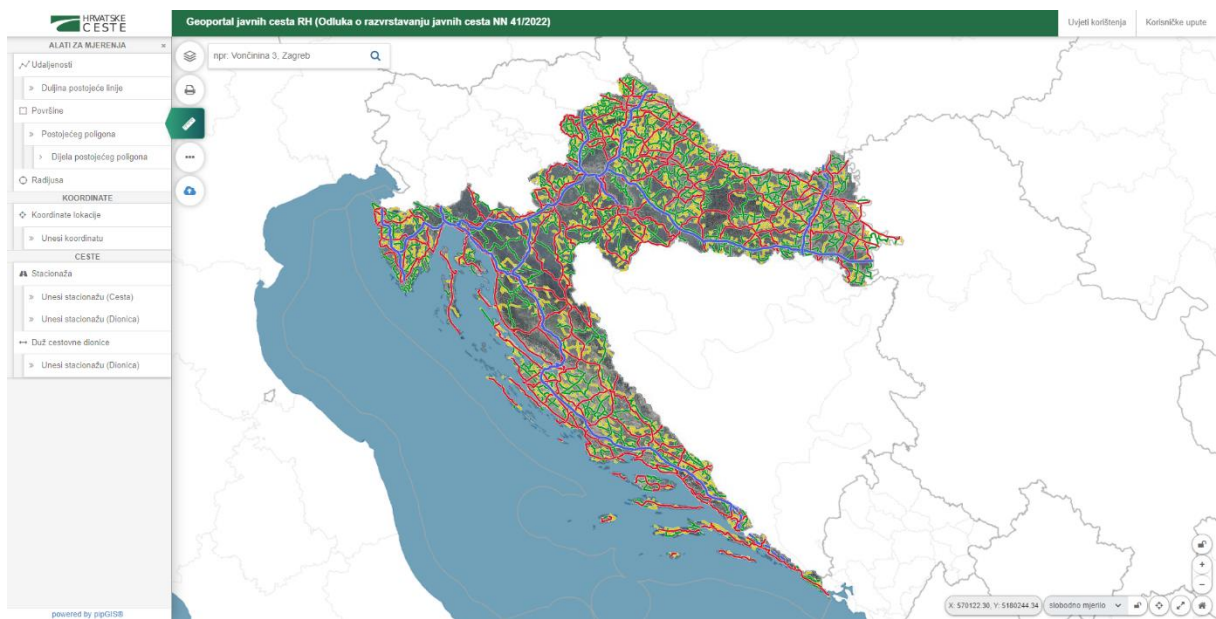 HRVATSKE
CESTE
Geoportal javnih cesta RH (Odluka o razvrstavanju javnih cesta NN 41/2022)
Uvjeti korištenja
Korisničke upute
ALATI ZA MJERENJA «
Udaljenosti
» Duljina postojeće linije
Površine
» Postojećeg poligona
› Dijela postojećeg poligona
Radijusa
KOORDINATE
Koordinate lokacije
» Unesi koordinatu
CESTE
Stacionaža
» Unesi stacionažu (Cesta)
» Unesi stacionažu (Dionica)
Duž cestovne dionice
» Unesi stacionažu (Dionica)
powered by pipGIS®
npr. Vončinina 3, Zagreb
X: 570122.30, Y: 5180244.34
slobodno mjerilo
+
−